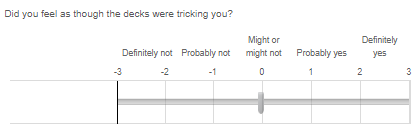 Did you feel as though the decks were tricking you?
Definitely not Probably not Might or might not Probably yes Definitely yes
-3 -2 -1 0 1 2 3